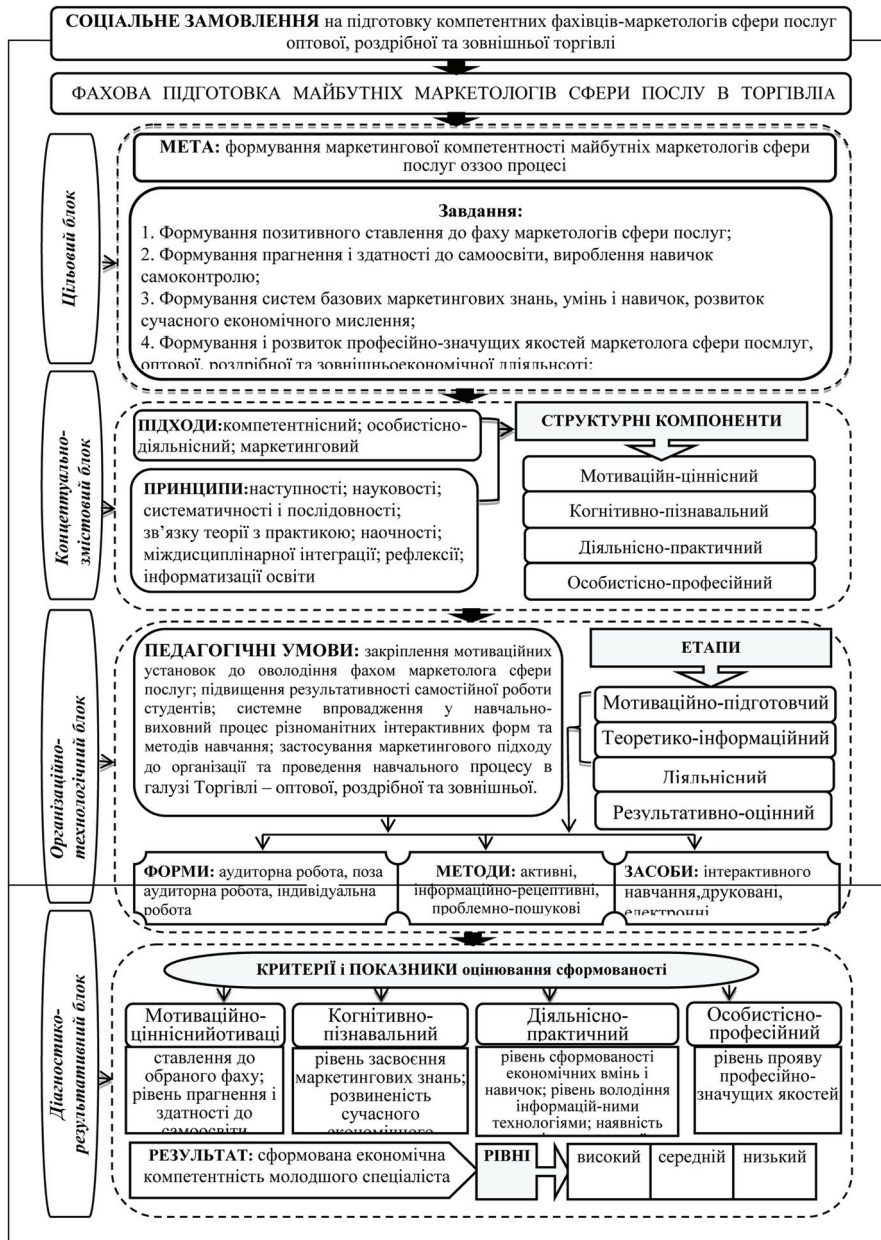 СОЦІАЛЬНЕ ЗАМОВЛЕННЯ на підготовку компетентних фахівців-маркетологів сфери послуг
оптової, роздрібної та зовнішньої торгівлі
ФАХОВА ПІДГОТОВКА МАЙБУТНІХ МАРКЕТОЛОГІВ СФЕРИ ПОСЛУ В ТОРГІВЛІА
Цільовий блок
МЕТА: формування маркетингової компетентності майбутніх маркетологів сфери
послуг оззоо процесі
Завдання:
1. Формування позитивного ставлення до фаху маркетологів сфери послуг;
2. Формування прагнення і здатності до самоосвіти, вироблення навичок
самоконтролю;
3. Формування систем базових маркетингових знань, умінь і навичок, розвиток
сучасного економічного мислення;
4. Формування і розвиток професійно-значущих якостей маркетолога сфери посмлуг,
оптової, роздрібної та зовнішньоекономічної ддіяльнсоті;
Концептуально-
змістовий блок
ПІДХОДИ:компетентнісний; особистісно-
діяльнісний; маркетинговий
ПРИНЦИПИ:наступності; науковості;
систематичності і послідовності;
зв’язку теорії з практикою; наочності;
міждисциплінарної інтеграції; рефлексії;
інформатизації освіти
СТРУКТУРНІ КОМПОНЕНТИ
Мотиваційн-ціннісний
Когнітивно-пізнавальний
Діяльнісно-практичний
Особистісно-професійний
Організаційно-
технологічний блок
ПЕДАГОГІЧНІ УМОВИ: закріплення мотиваційних
установок до оволодіння фахом маркетолога сфери
послуг; підвищення результативності самостійної роботи
студентів; системне впровадження у навчально-
виховний процес різноманітних інтерактивних форм та
методів навчання; застосування маркетингового підходу
до організації та проведення навчального процесу в
галузі Торгівлі – оптової, роздрібної та зовнішньої.
ЕТАПИ
Мотиваційно-підготовчий
Теоретико-інформаційний
Діяльнісний
Результативно-оцінний
ФОРМИ: аудиторна робота, поза
аудиторна робота, індивідуальна
робота
МЕТОДИ: активні,
інформаційно-рецептивні,
проблемно-пошукові
ЗАСОБИ: інтерактивного
навчання,друковані,
електронні
Діагностико-
результативний блок
КРИТЕРІЇ і ПОКАЗНИКИ оцінювання сформованості
Мотиваційно-
цінніснийотиваці
ставлення до
обраного фаху;
рівень прагнення і
здатності до
самоосвіти
Когнітивно-
пізнавальний
рівень засвоєння
маркетингових знань;
розвиненість
сучасного
економічного
Діяльнісно-
практичний
рівень сформованості
економічних вмінь і
навичок; рівень володіння
інформацій-ними
технологіями; наявність
Особистісно-
професійний
рівень прояву
професійно-
значущих якостей
РЕЗУЛЬТАТ: сформована економічна
компетентність молодшого спеціаліста
РІВНІ
високий
середній
низький